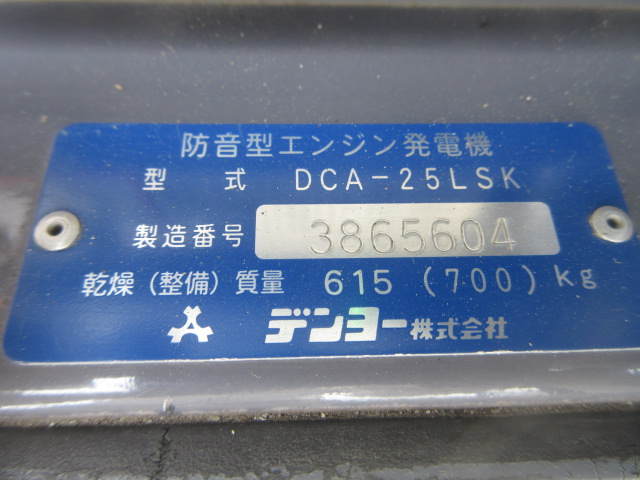 防音型エンジン発電機
型 式 DCA-25LSK
製造番号 3865604
乾燥（整備）質量 615 (700) kg
デンヨー株式会社